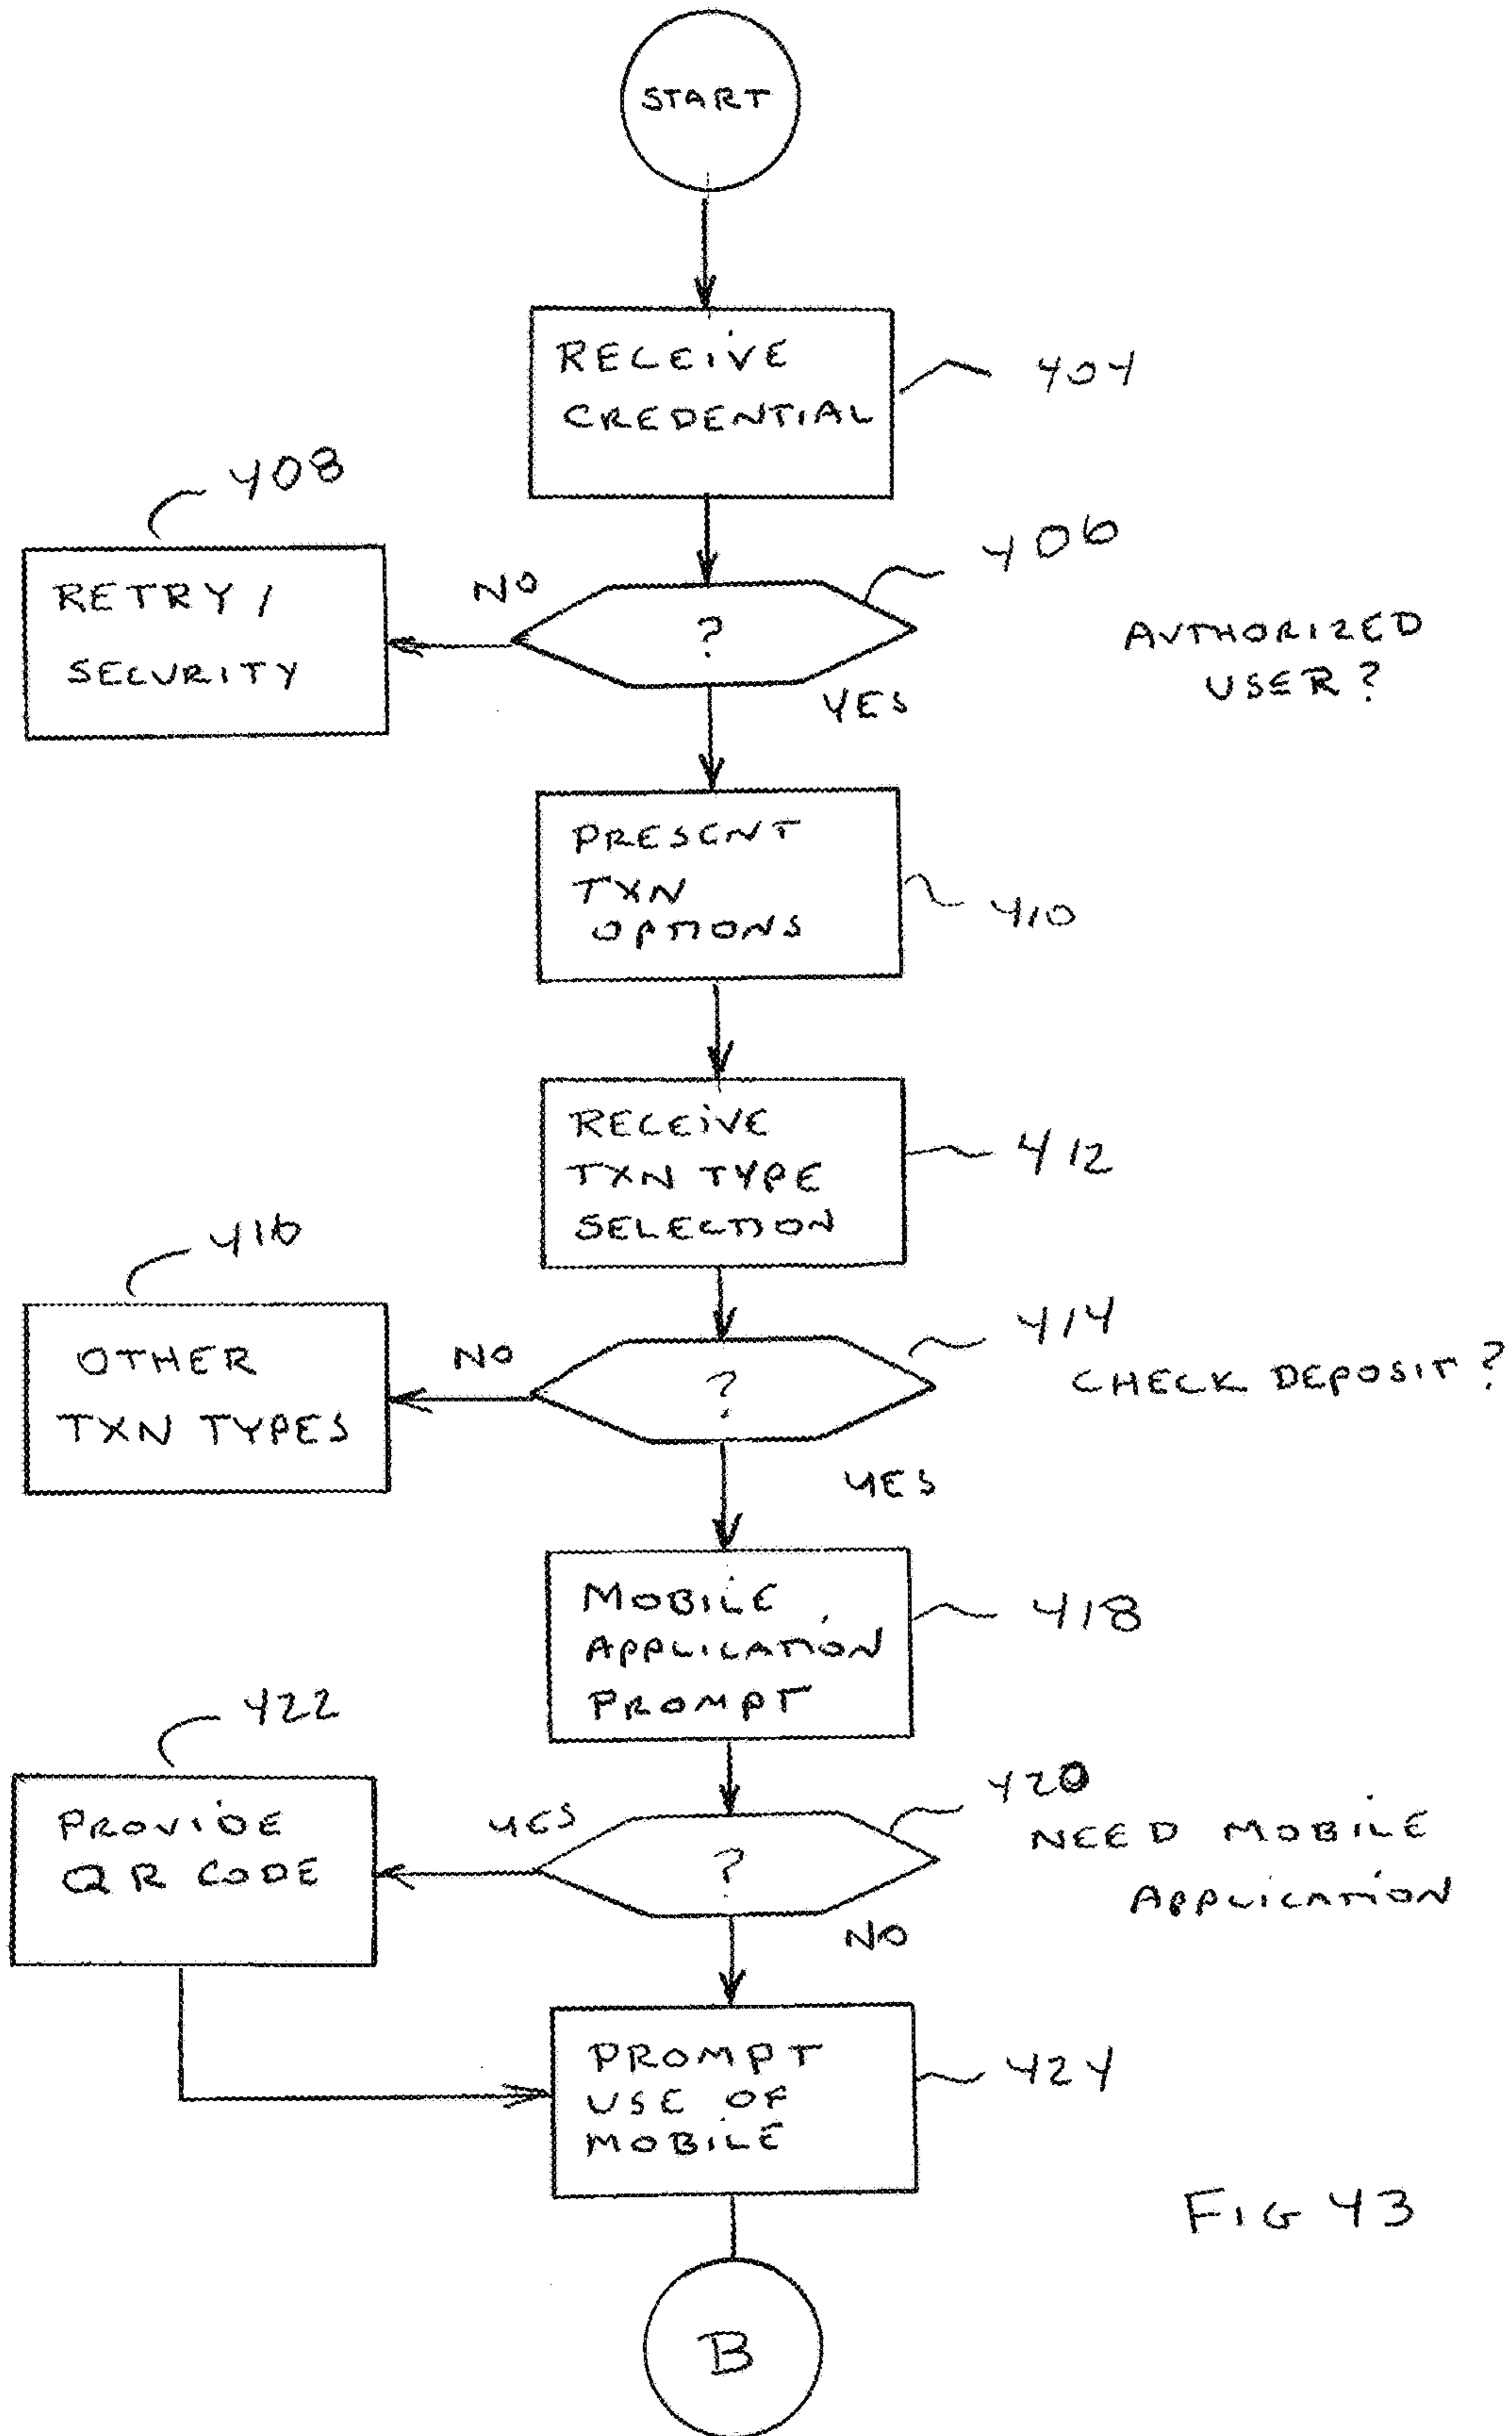 START
RECEIVE
CREDENTIAL
404
408
RETRY /
SECURITY
NO
?
406
AUTHORIZED
USER?
YES
PRESENT
TXN
OPTIONS
410
RECEIVE
TXN TYPE
SELECTION
412
416
OTHER
TXN TYPES
NO
?
414
CHECK DEPOSIT?
YES
MOBILE
APPLICATION
PROMPT
418
422
PROVIDE
QR CODE
YES
?
420
NEED MOBILE
APPLICATION
NO
PROMPT
USE OF
MOBILE
424
FIG 43
B